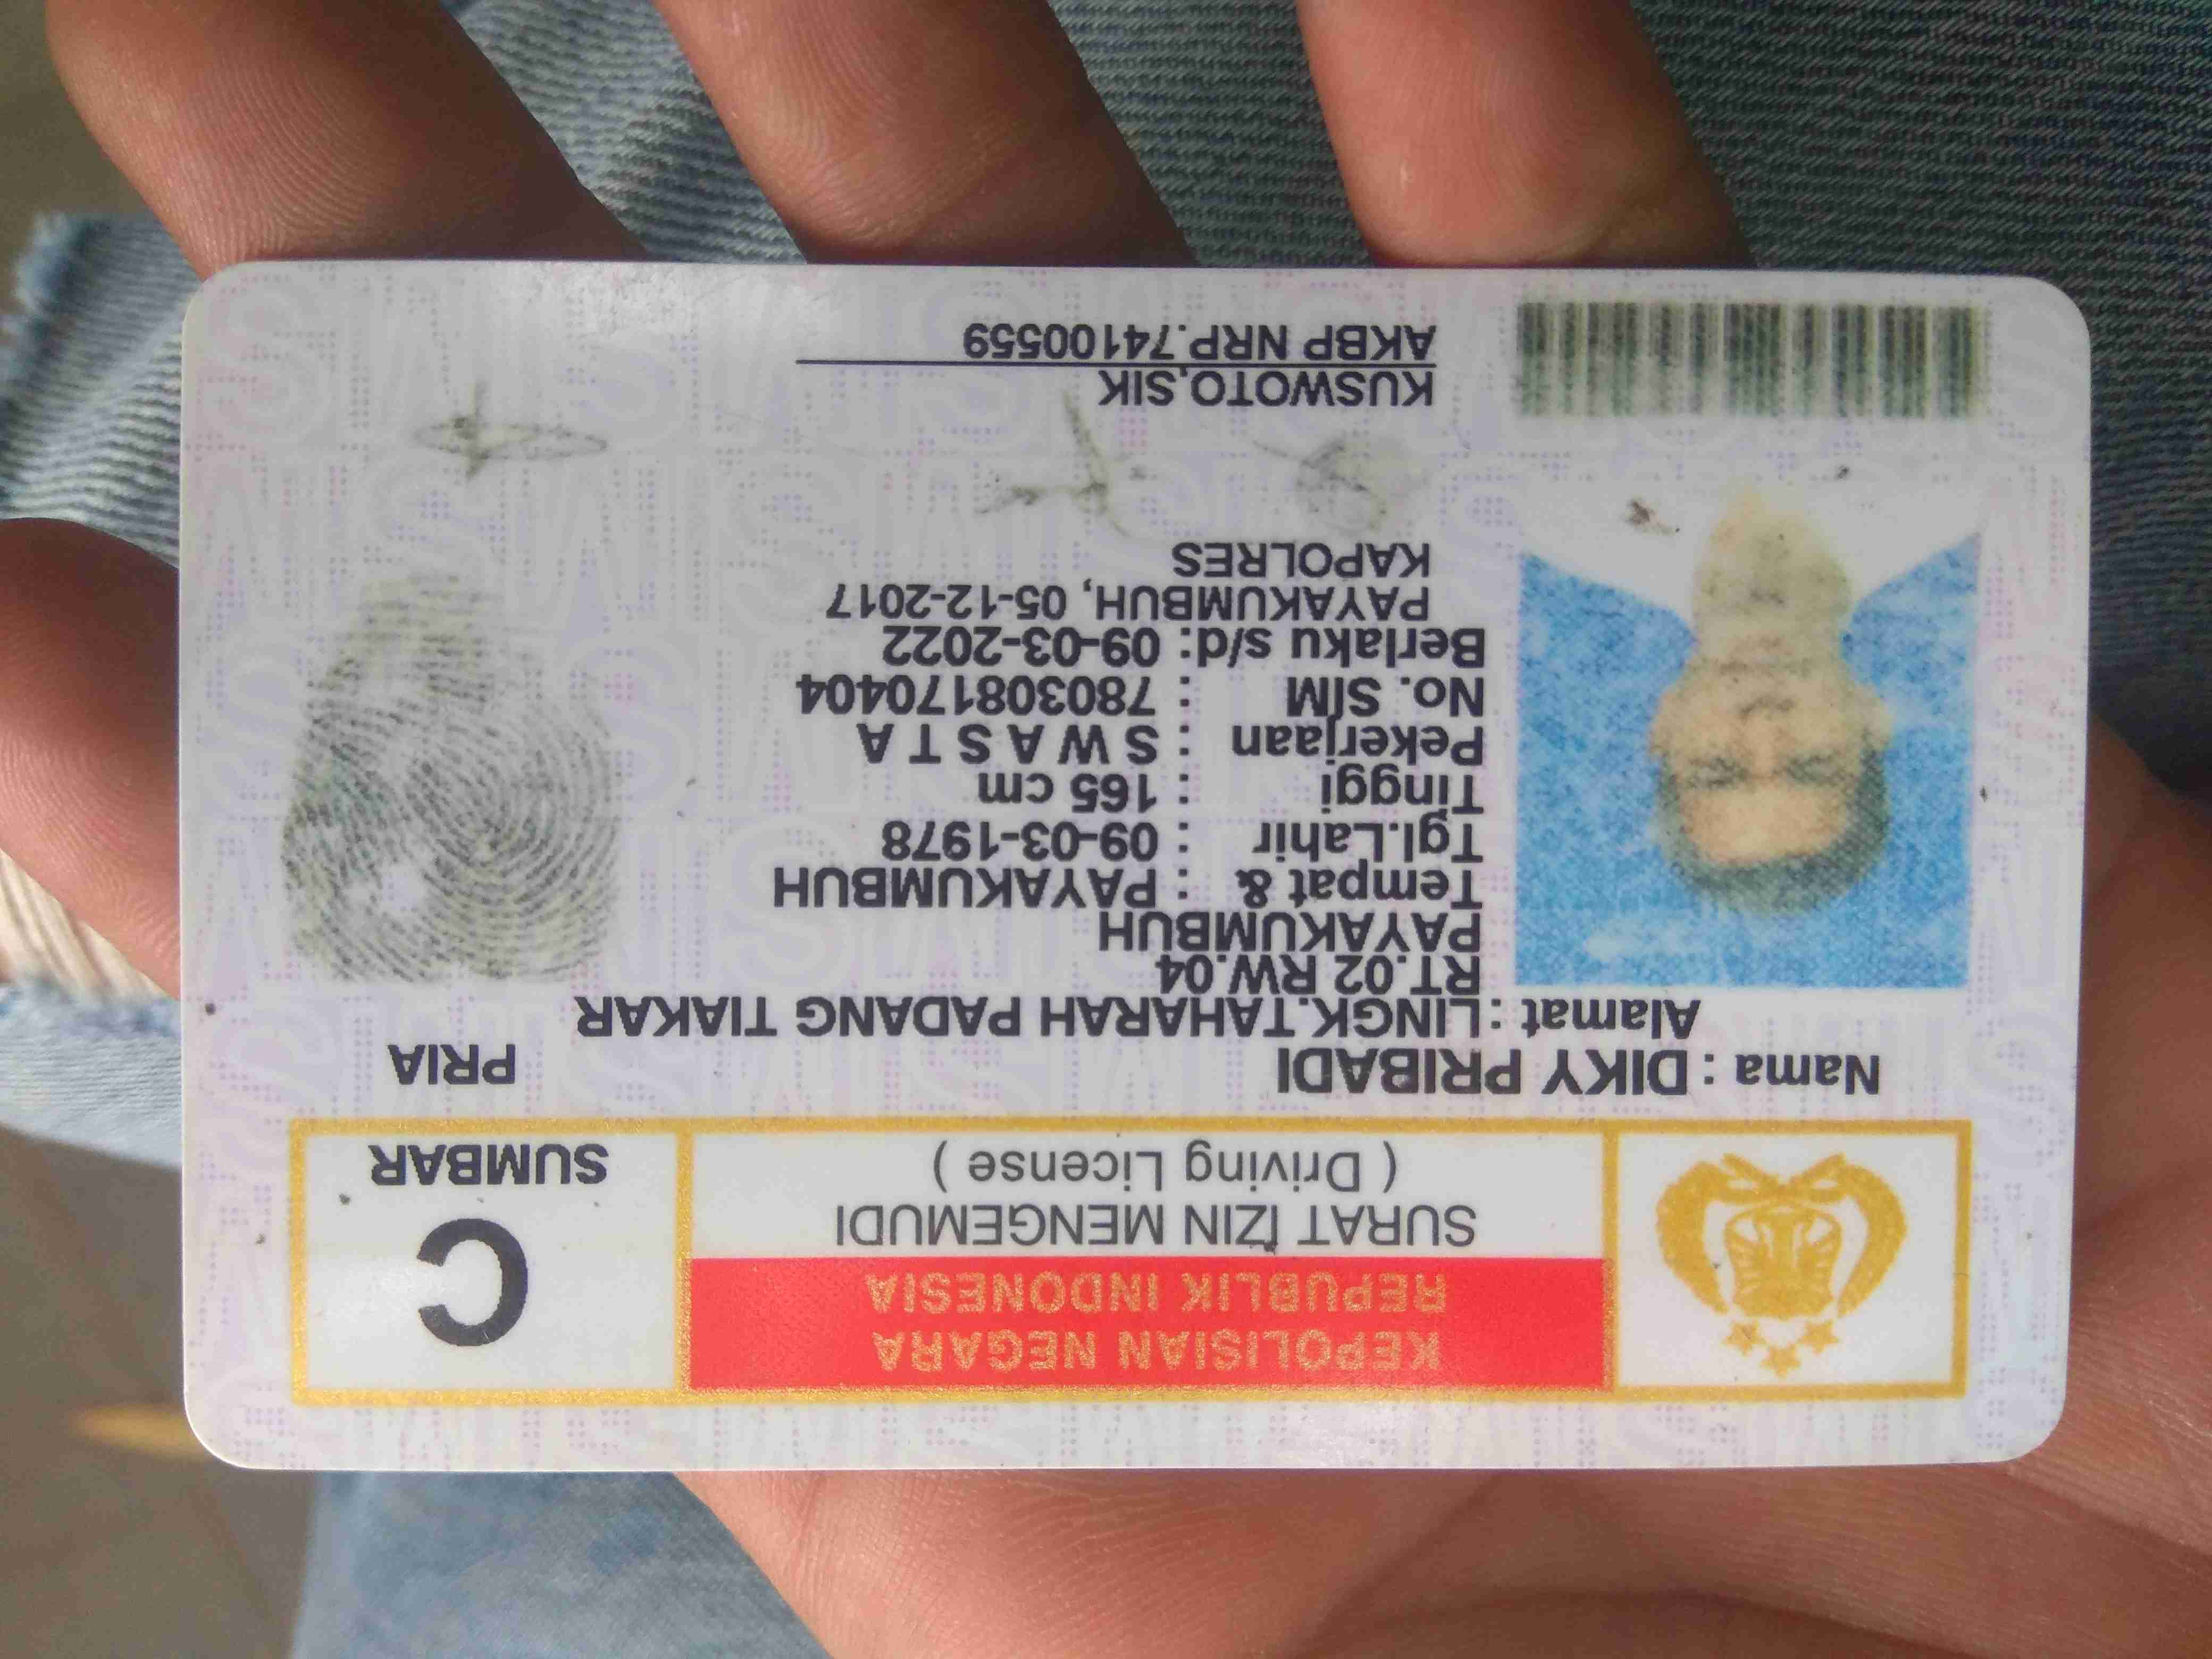 KEPOLISIAN NEGARA
REPUBLIK INDONESIA
SURAT IZIN MENGEMUDI
( Driving License )
C
SUMBAR
Nama : DIKY PRIBADI
PRIA
Alamat : LINGK.TAHARAH PADANG TIAKAR
RT.02 RW.04
PAYAKUMBUH
Tempat & : PAYAKUMBUH
Tgl.Lahir : 09-03-1978
Tinggi : 165 cm
Pekerjaan : S W A S T A
No. SIM : 780308170404
Berlaku s/d : 09-03-2022
PAYAKUMBUH, 05-12-2017
KAPOLRES
KUSWOTO,SIK
AKBP NRP.74100559